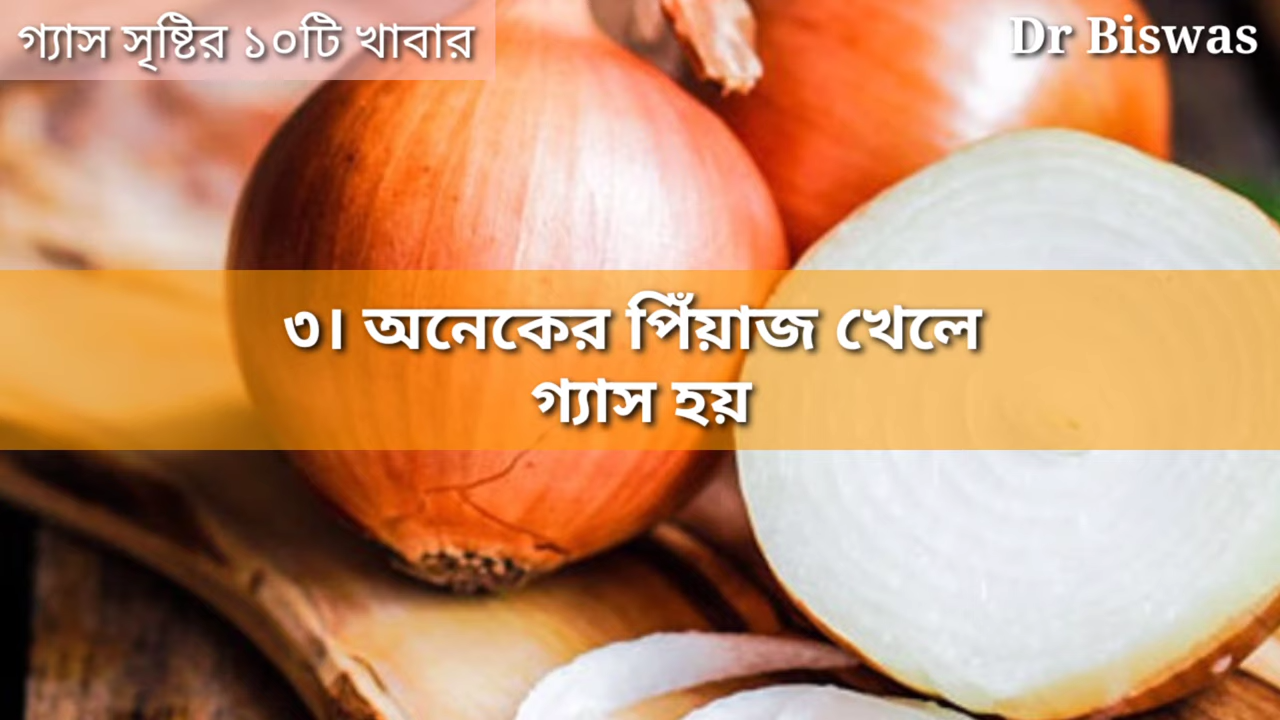 গ্যাস সৃষ্টির ১০টি খাবার
Dr Biswas
৩। অনেকের পিঁয়াজ খেলে
গ্যাস হয়